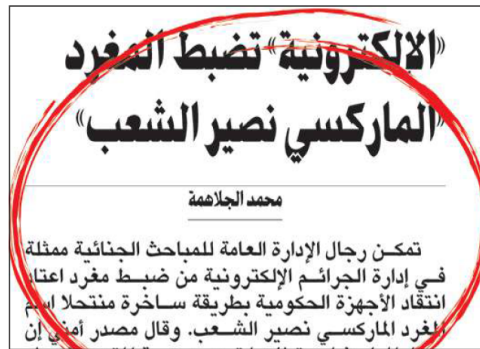 «الإلكترونية» تضبط المغرد
«الماركسي نصير الشعب»
محمد الجلاهمة
تمكن رجال الإدارة العامة للمباحث الجنائية ممثلة
في إدارة الجرائم الإلكترونية من ضبط مغرد اعتاد
انتقاد الأجهزة الحكومية بطريقة ساخرة منتحلا اسم
المغرد الماركسي نصير الشعب. وقال مصدر أمني إن